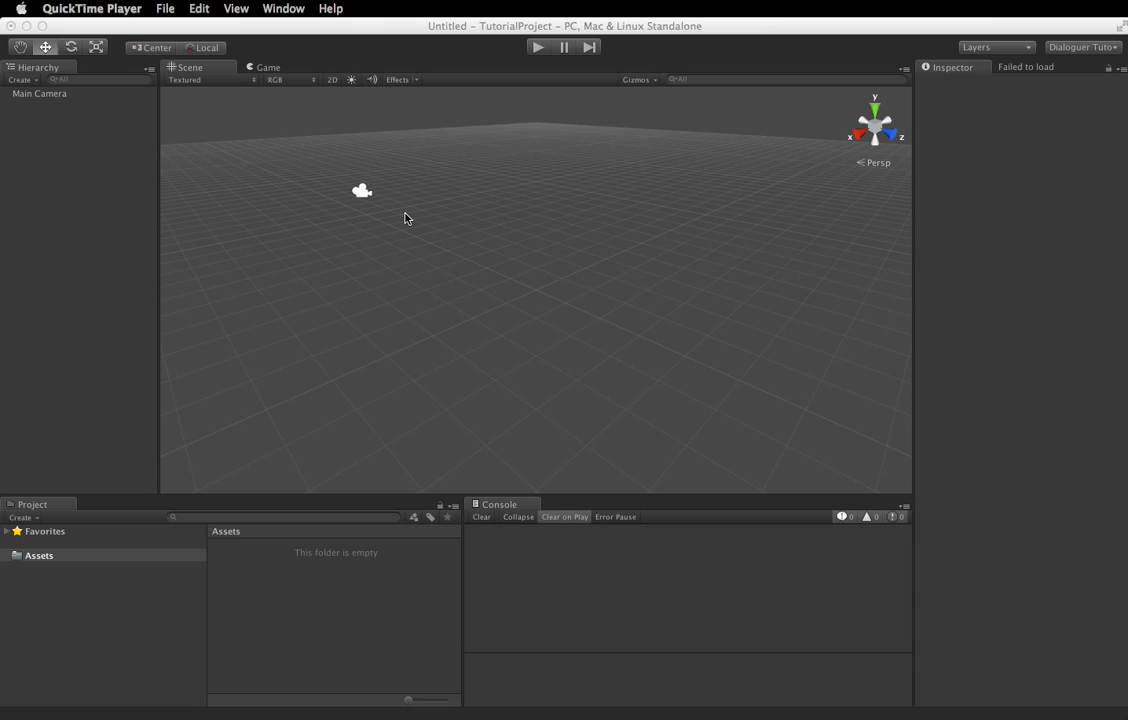 QuickTime Player File Edit View Window Help
Untitled – TutorialProject – PC, Mac & Linux Standalone
Center Local Layers Dialoguer Tuto
Hierarchy Scene Game Inspector Failed to load
Create All Textured RGB 2D Effects Gizmos All
Main Camera
y
x z
Persp
Project Console
Create Clear Collapse Clear on Play Error Pause 0 0 0
Favorites Assets
This folder is empty
Assets